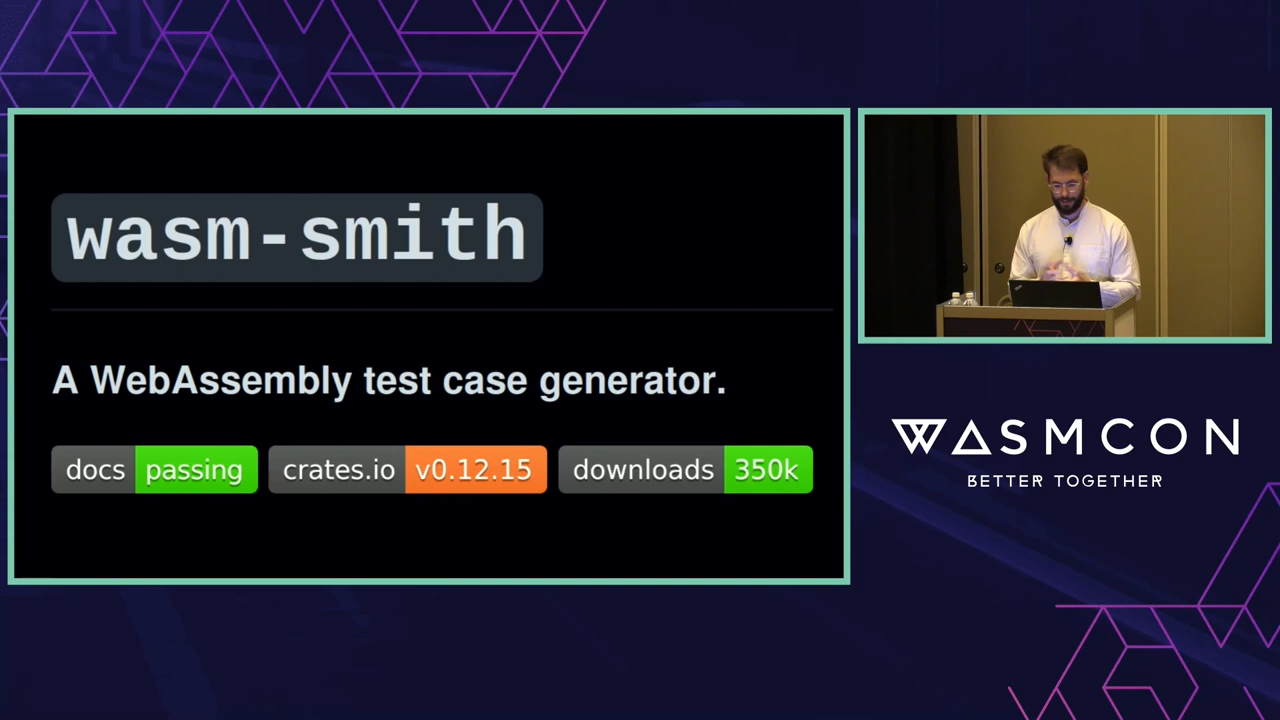 wasm-smith
A WebAssembly test case generator.
docs passing crates.io v0.12.15 downloads 350k
WASMCON
BETTER TOGETHER